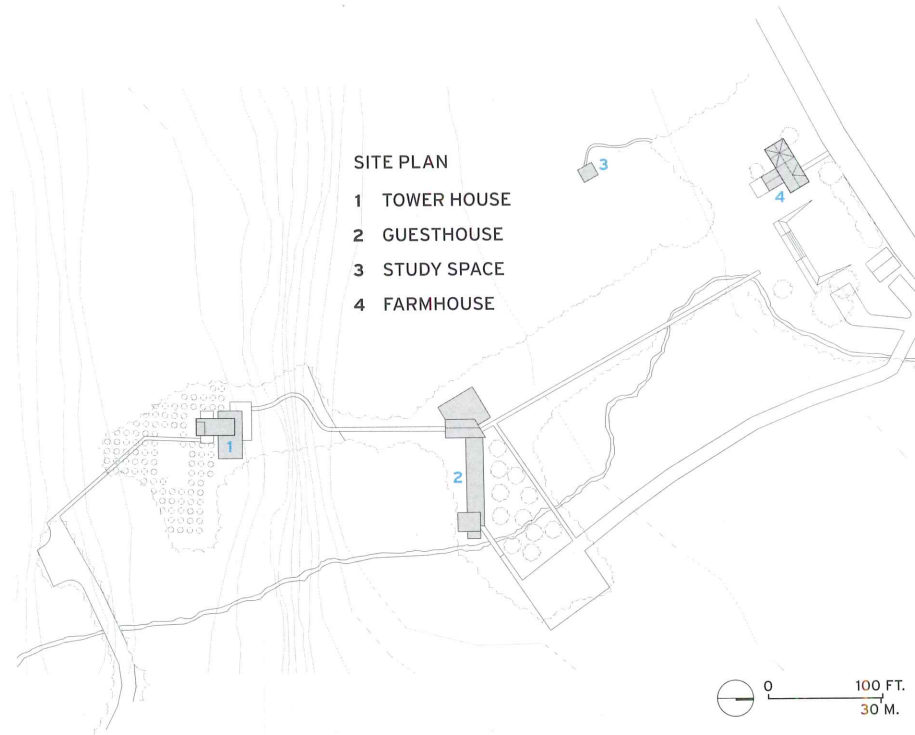 SITE PLAN
1 TOWER HOUSE
2 GUESTHOUSE
3 STUDY SPACE
4 FARMHOUSE
3
4
1
2
0 100 FT.
30 M.